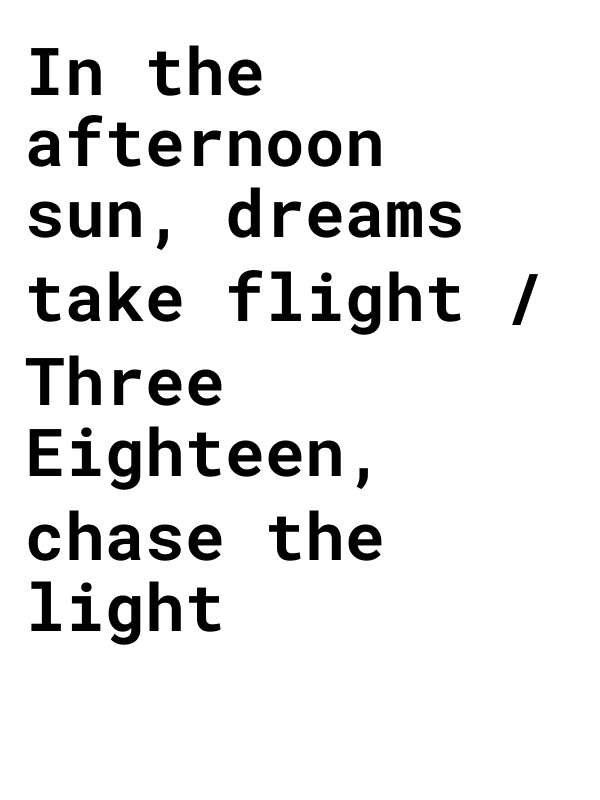 In the
afternoon
sun, dreams
take flight /
Three
Eighteen,
chase the
light